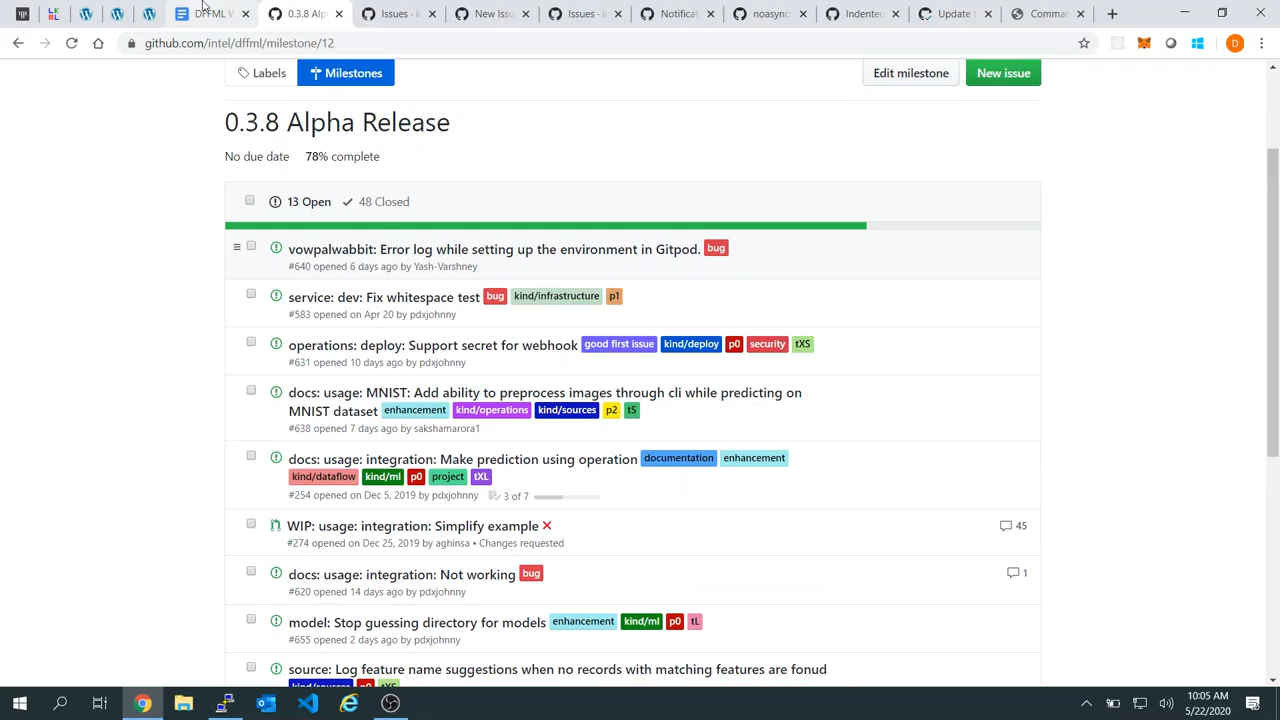 DFFML W
0.3.8 Alp
Issues · i
New Issu
Issues · i
Notificat
noasync
Indented
Update t
Comma
github.com/intel/dffml/milestone/12
D
Labels
Milestones
Edit milestone
New issue
0.3.8 Alpha Release
No due date 78% complete
13 Open 48 Closed
vowpalwabbit: Error log while setting up the environment in Gitpod. bug
#640 opened 6 days ago by Yash-Varshney
service: dev: Fix whitespace test bug kind/infrastructure p1
#583 opened on Apr 20 by pdxjohnny
operations: deploy: Support secret for webhook good first issue kind/deploy p0 security tXS
#631 opened 10 days ago by pdxjohnny
docs: usage: MNIST: Add ability to preprocess images through cli while predicting on
MNIST dataset enhancement kind/operations kind/sources p2 tS
#638 opened 7 days ago by sakshamarora1
docs: usage: integration: Make prediction using operation documentation enhancement
kind/dataflow kind/ml p0 project tXL
#254 opened on Dec 5, 2019 by pdxjohnny 3 of 7
WIP: usage: integration: Simplify example 45
#274 opened on Dec 25, 2019 by aghinsa • Changes requested
docs: usage: integration: Not working bug 1
#620 opened 14 days ago by pdxjohnny
model: Stop guessing directory for models enhancement kind/ml p0 tL
#655 opened 2 days ago by pdxjohnny
source: Log feature name suggestions when no records with matching features are fonud
kind/sources p0 tXS
10:05 AM
5/22/2020